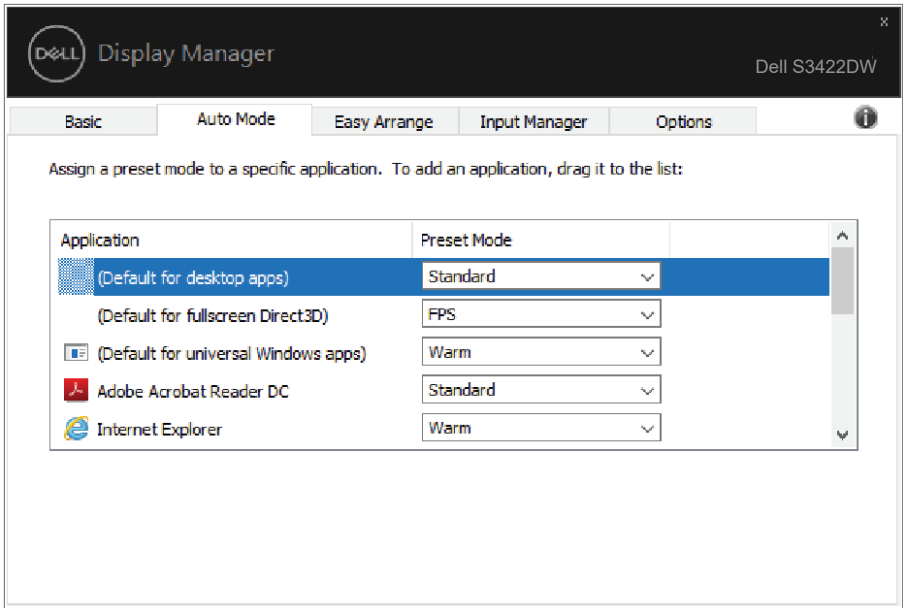 x
DELL Display Manager
Dell S3422DW
Basic Auto Mode Easy Arrange Input Manager Options
Assign a preset mode to a specific application. To add an application, drag it to the list:
Application Preset Mode
(Default for desktop apps) Standard
(Default for fullscreen Direct3D) FPS
(Default for universal Windows apps) Warm
Adobe Acrobat Reader DC Standard
Internet Explorer Warm